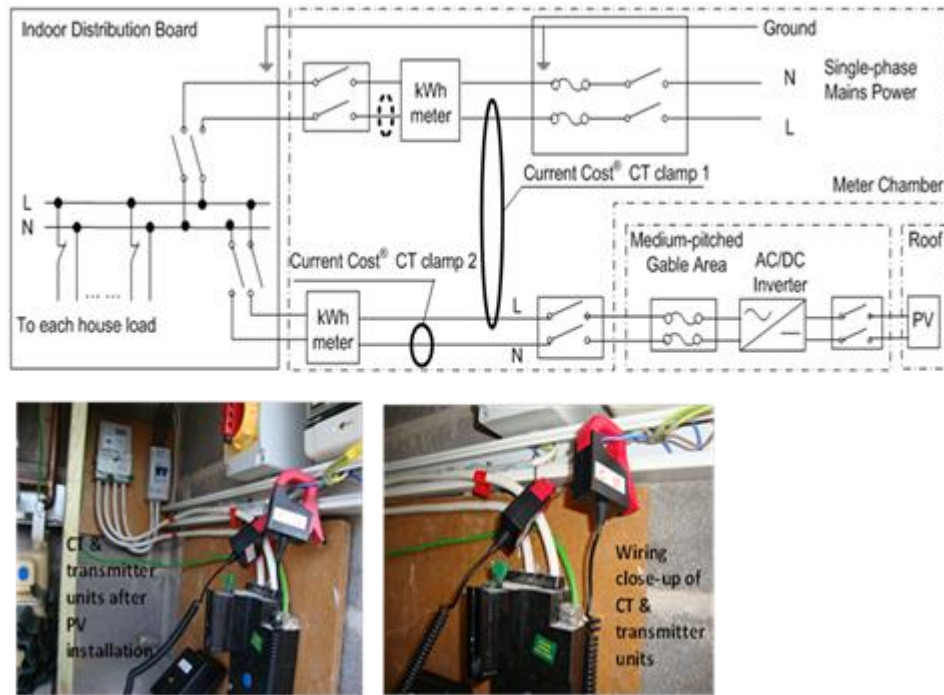 Indoor Distribution Board
Ground
kWh
meter
N
L
Single-phase
Mains Power
Current Cost® CT clamp 1
Meter Chamber
L
N
Current Cost® CT clamp 2
Medium-pitched
Gable Area
AC/DC
Inverter
Roof
L
N
kWh
meter
PV
... ...
To each house load
CT &
transmitter
units after
PV
installation
Wiring
close-up of
CT &
transmitter
units